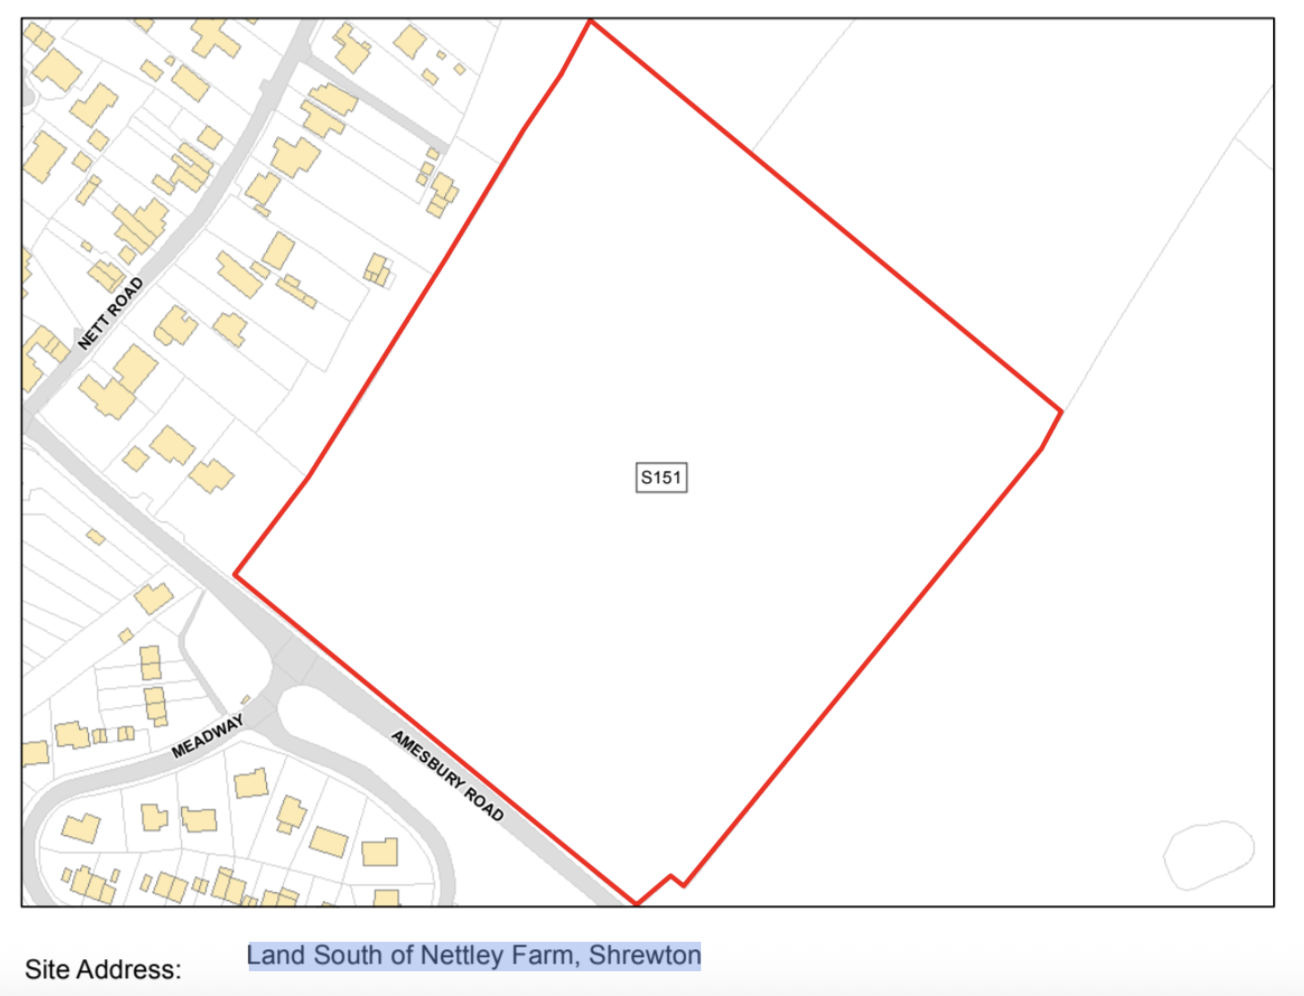 NETT ROAD
S151
MEADWAY
AMESBURY ROAD
Site Address: Land South of Nettley Farm, Shrewton